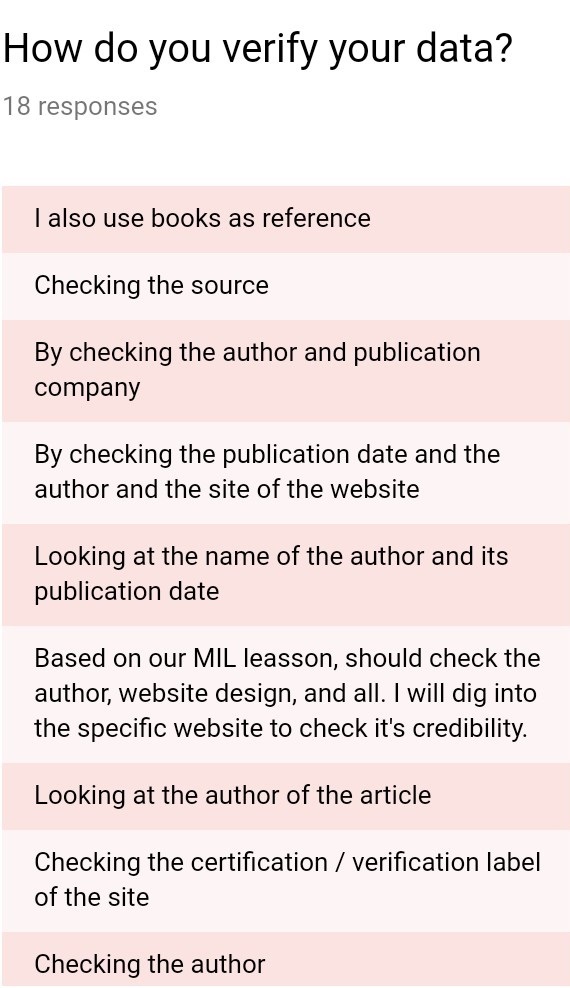 How do you verify your data?
18 responses
I also use books as reference
Checking the source
By checking the author and publication
company
By checking the publication date and the
author and the site of the website
Looking at the name of the author and its
publication date
Based on our MIL leasson, should check the
author, website design, and all. I will dig into
the specific website to check it's credibility.
Looking at the author of the article
Checking the certification / verification label
of the site
Checking the author